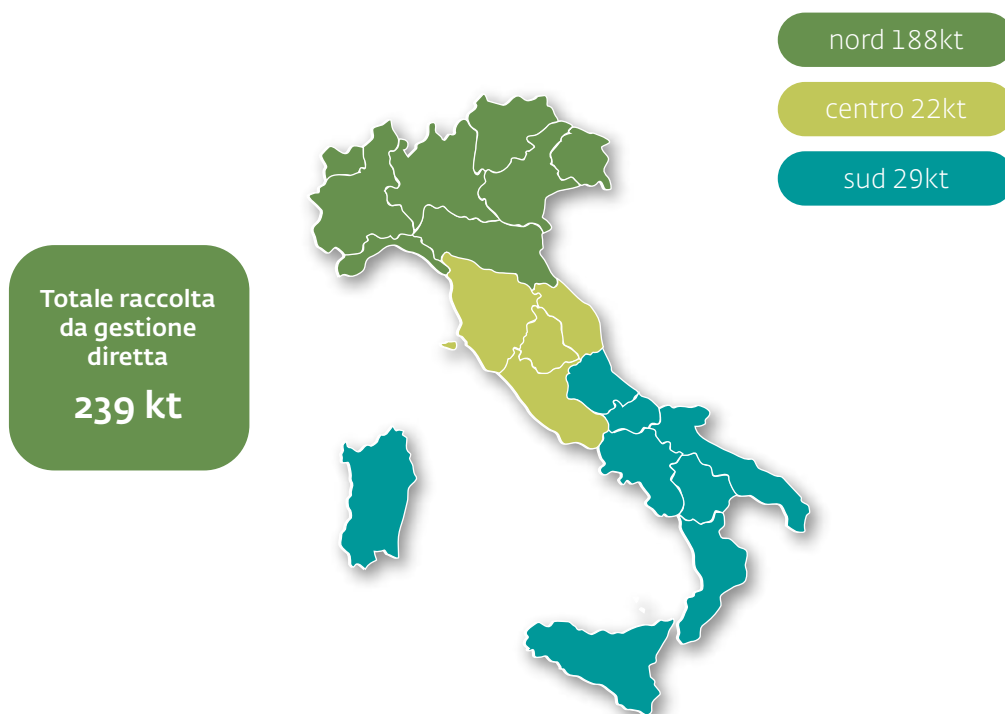 nord 188kt
centro 22kt
sud 29kt
Totale raccolta
da gestione
diretta
239 kt